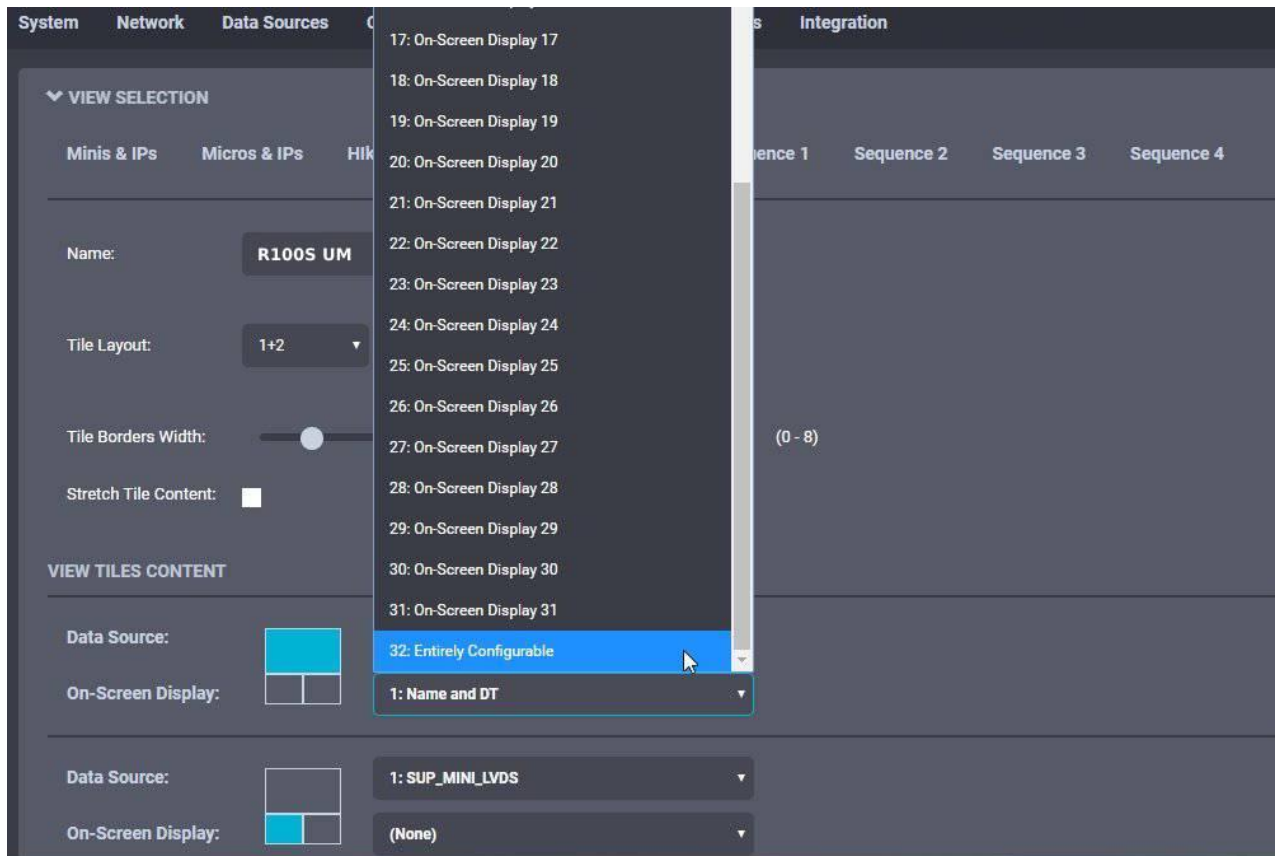 System Network Data Sources Integration
17: On-Screen Display 17
VIEW SELECTION
18: On-Screen Display 18
19: On-Screen Display 19
Minis & IPs Micros & IPs Sequence 2 Sequence 3 Sequence 4
20: On-Screen Display 20
21: On-Screen Display 21
22: On-Screen Display 22
Name: R100S UM
23: On-Screen Display 23
24: On-Screen Display 24
Tile Layout: 1+2
25: On-Screen Display 25
26: On-Screen Display 26
Tile Borders Width: (0 - 8)
27: On-Screen Display 27
28: On-Screen Display 28
Stretch Tile Content:
29: On-Screen Display 29
30: On-Screen Display 30
VIEW TILES CONTENT
31: On-Screen Display 31
Data Source:
32: Entirely Configurable
On-Screen Display: 1: Name and DT
Data Source: 1: SUP_MINI_LVDS
On-Screen Display: (None)